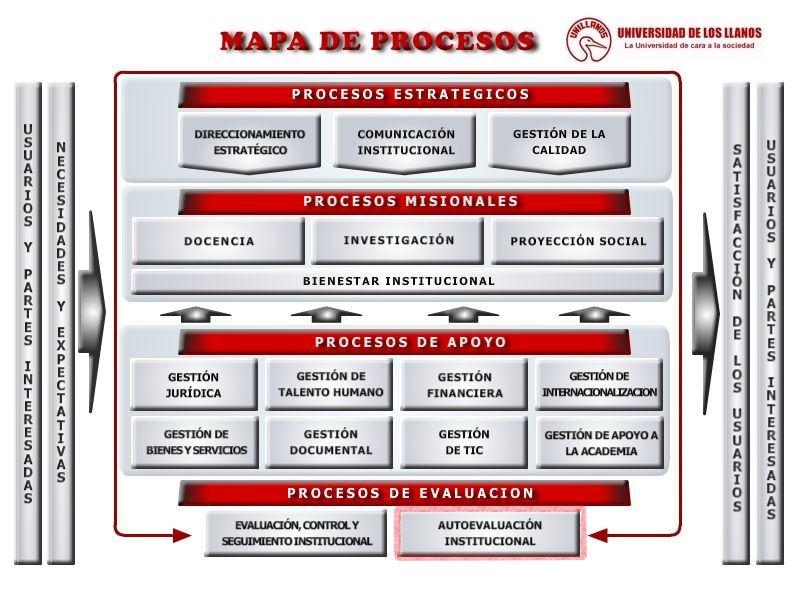 MAPA DE PROCESOS
UNILLANOS
UNIVERSIDAD DE LOS LLANOS
La Universidad de cara a la sociedad
USUARIOS Y PARTES INTERESADAS
NECESIDADES Y EXPECTATIVAS
PROCESOS ESTRATEGICOS
DIRECCIONAMIENTO
ESTRATÉGICO
COMUNICACIÓN
INSTITUCIONAL
GESTIÓN DE LA
CALIDAD
PROCESOS MISIONALES
DOCENCIA
INVESTIGACIÓN
PROYECCIÓN SOCIAL
BIENESTAR INSTITUCIONAL
PROCESOS DE APOYO
GESTIÓN
JURÍDICA
GESTIÓN DE
TALENTO HUMANO
GESTIÓN
FINANCIERA
GESTIÓN DE
INTERNACIONALIZACION
GESTIÓN DE
BIENES Y SERVICIOS
GESTIÓN
DOCUMENTAL
GESTIÓN
DE TIC
GESTIÓN DE APOYO A
LA ACADEMIA
PROCESOS DE EVALUACION
EVALUACIÓN, CONTROL Y
SEGUIMIENTO INSTITUCIONAL
AUTOEVALUACIÓN
INSTITUCIONAL
SATISFACCIÓN DE LOS USUARIOS
USUARIOS Y PARTES INTERESADAS